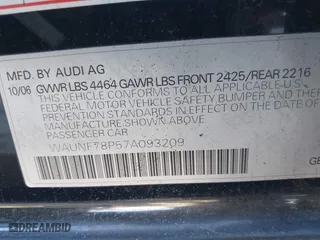 MFD. BY AUDI AG
10/06 GVWR LBS 4464 GAWR LBS FRONT 2425/REAR 2216
THIS VEHICLE CONFORMS TO ALL APPLICABLE
FEDERAL MOTOR VEHICLE SAFETY BUMPER AND THEFT
PREVENTION STANDARDS IN EFFECT ON THE DATE OF
MANUFACTURE SHOWN ABOVE
PASSENGER CAR
WAUNF78P57A093209
GE
DREAMBID